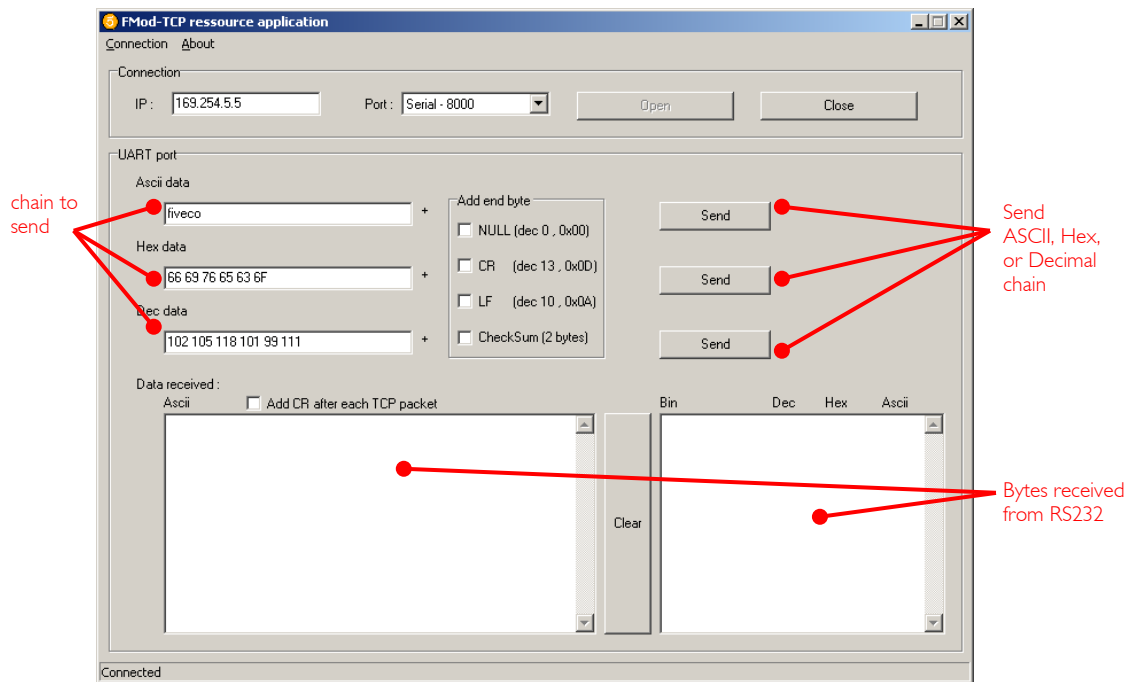 FMod-TCP ressource application
Connection About
Connection
IP : 169.254.5.5 Port : Serial - 8000 Open Close
UART port
Ascii data
fiveco + Send
Add end byte
NULL (dec 0 , 0x00)
Hex data
CR (dec 13 , 0x0D)
66 69 76 65 63 6F + Send
LF (dec 10 , 0x0A)
Dec data
CheckSum (2 bytes)
102 105 118 101 99 111 + Send
Data received :
Ascii Add CR after each TCP packet Bin Dec Hex Ascii
Clear
Connected
chain to
send
Send
ASCII, Hex,
or Decimal
chain
Bytes received
from RS232